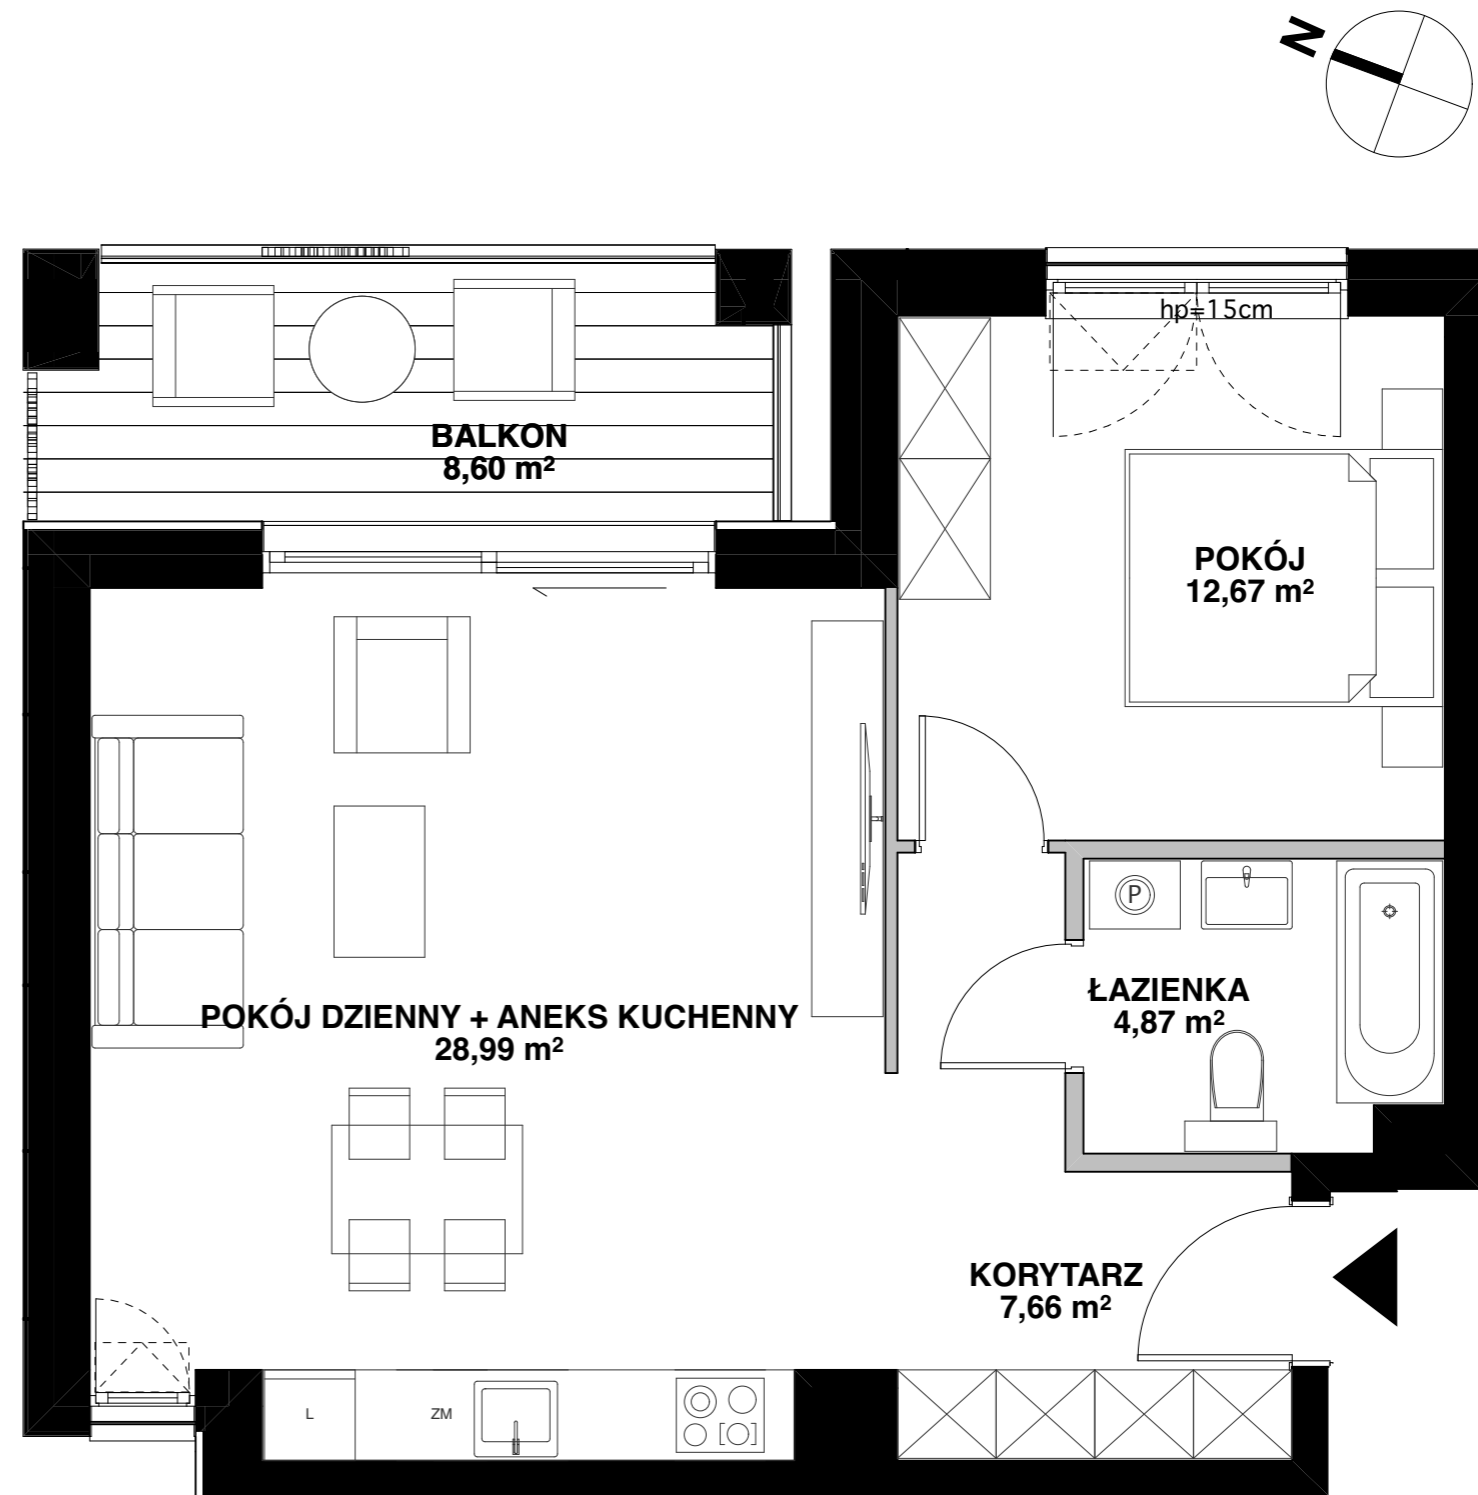 N
hp=15cm
BALKON
8,60 m²
POKÓJ
12,67 m²
P
ŁAZIENKA
4,87 m²
POKÓJ DZIENNY + ANEKS KUCHENNY
28,99 m²
KORYTARZ
7,66 m²
L
ZM